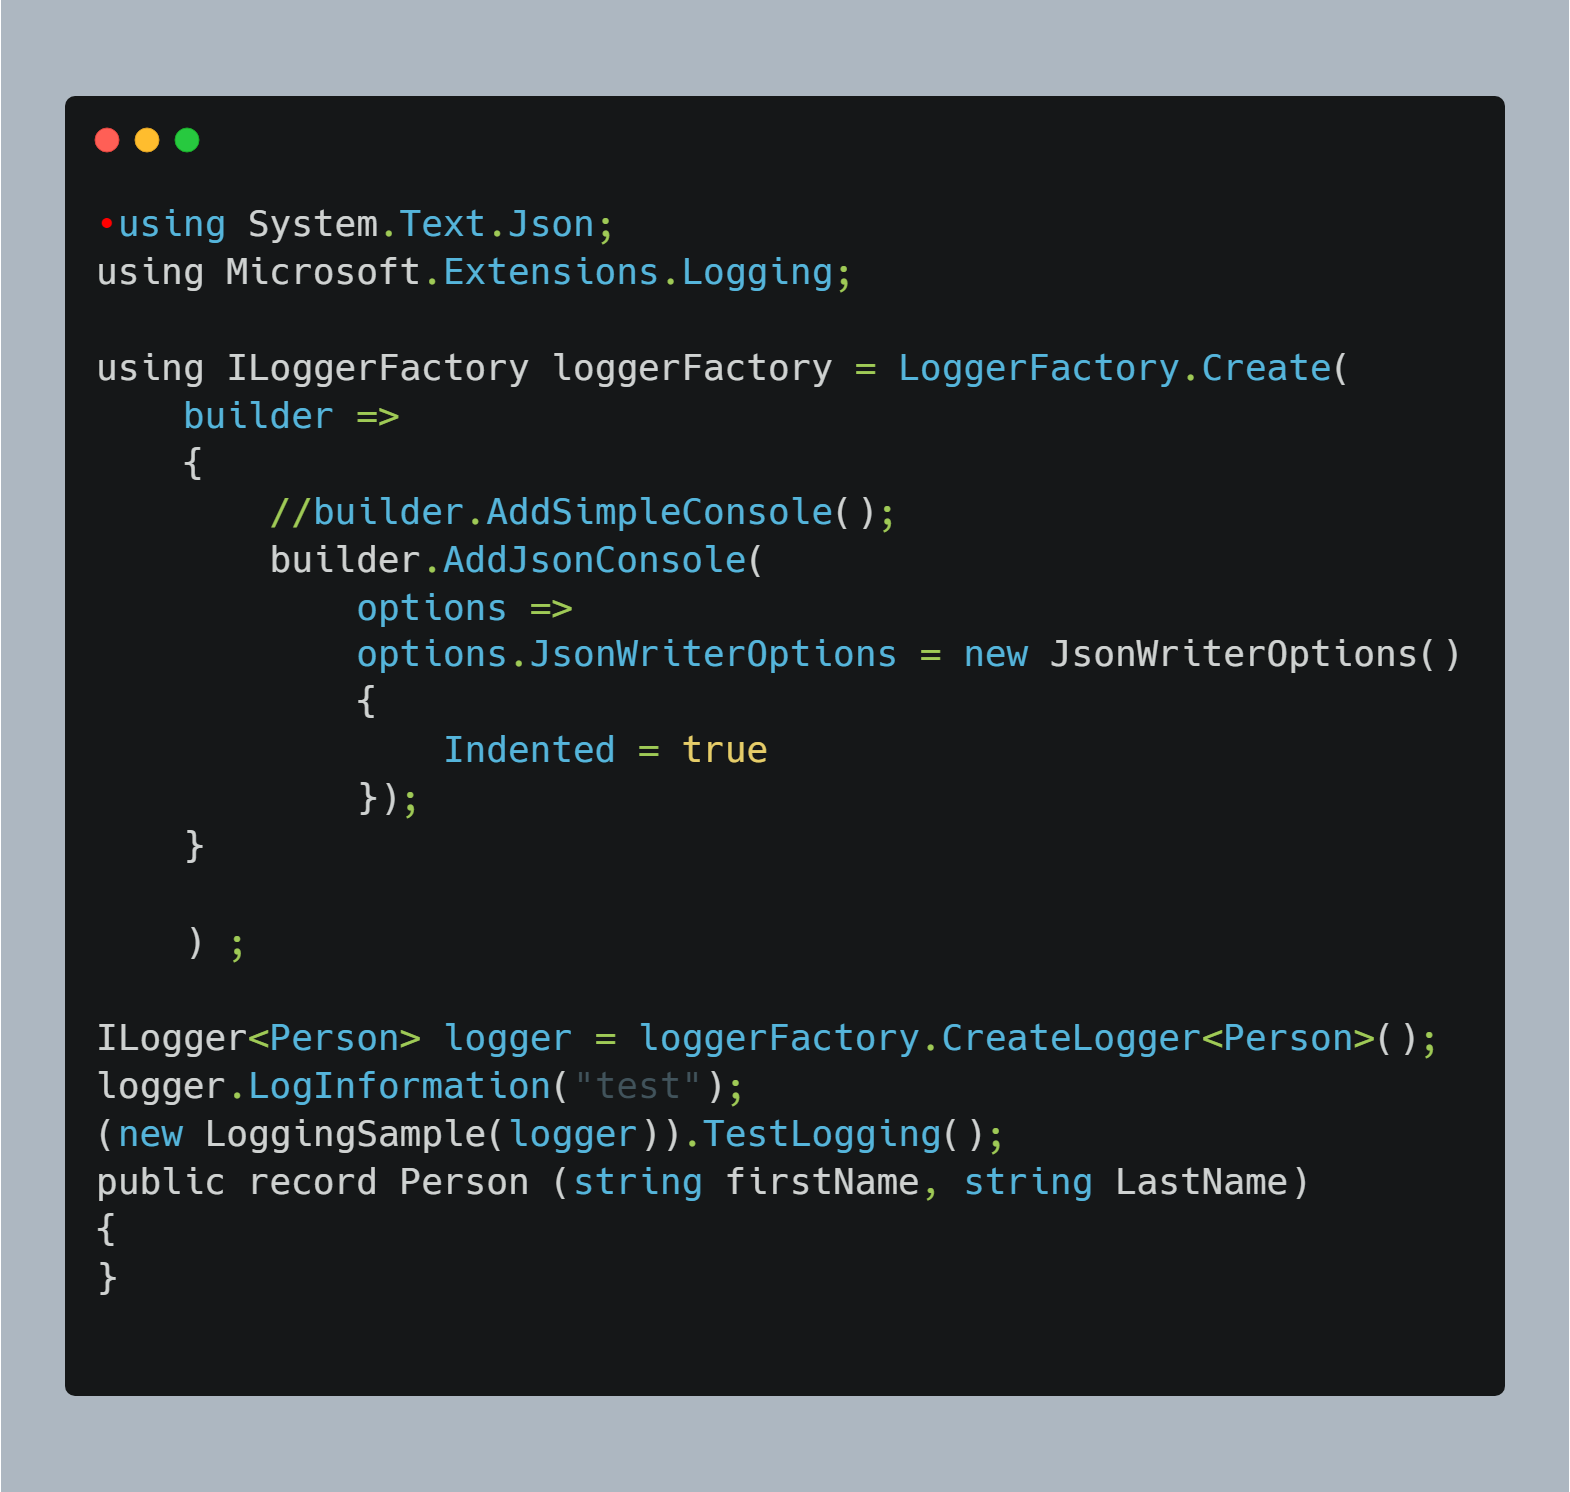 •using System.Text.Json;
using Microsoft.Extensions.Logging;

using ILoggerFactory loggerFactory = LoggerFactory.Create(
    builder =>
    {
        //builder.AddSimpleConsole();
        builder.AddJsonConsole(
            options =>
            options.JsonWriterOptions = new JsonWriterOptions()
            {
                Indented = true
            });
    }

    ) ;

ILogger<Person> logger = loggerFactory.CreateLogger<Person>();
logger.LogInformation("test");
(new LoggingSample(logger)).TestLogging();
public record Person (string firstName, string LastName)
{
}